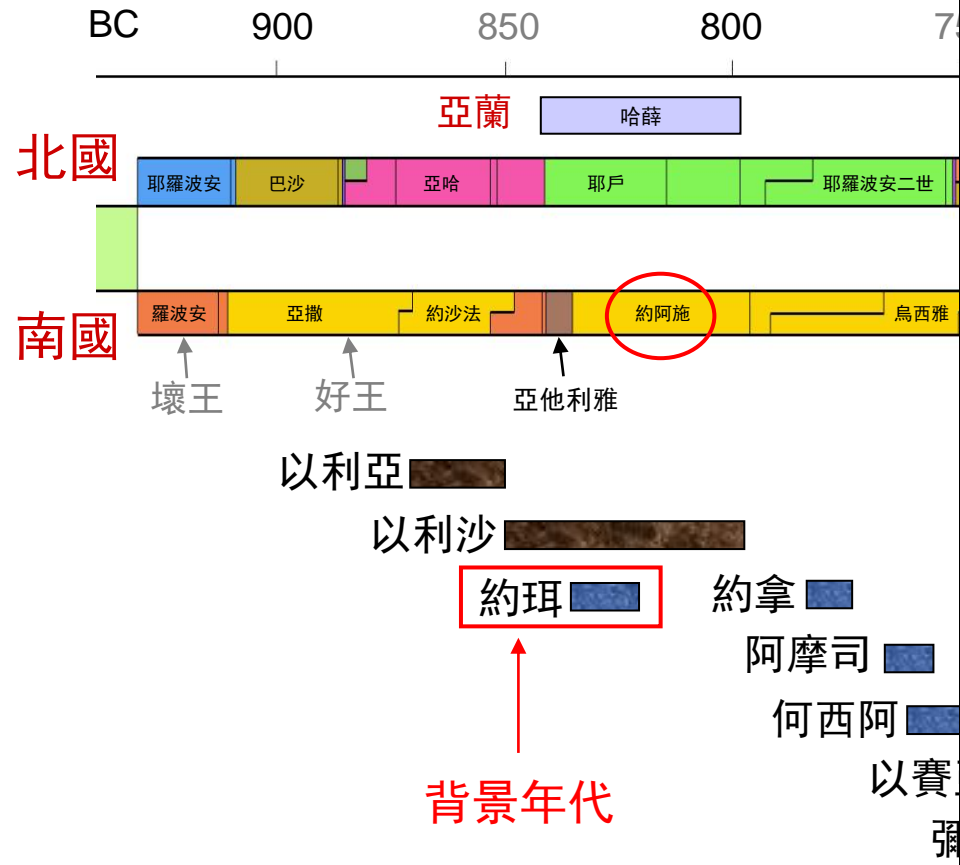 BC 900 850 800
亞蘭 哈薛
北國
耶羅波安 巴沙 亞哈 耶戶 耶羅波安二世
羅波安 亞撒 約沙法 約阿施 烏西雅
南國
壞王 好王 亞他利雅
以利亞
以利沙
約珥 約拿
阿摩司
何西阿
以賽
背景年代